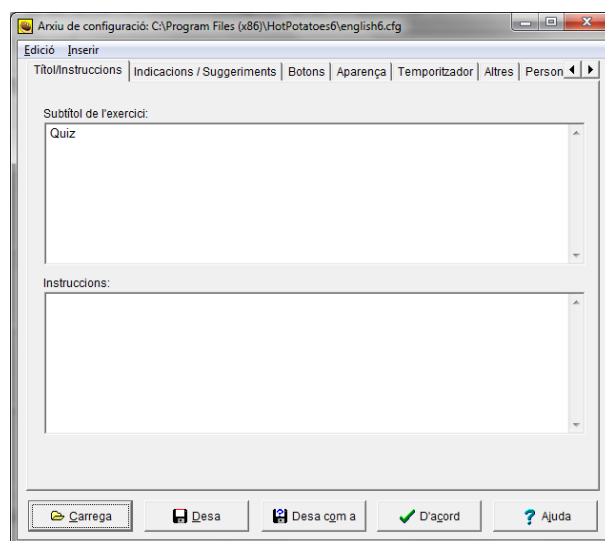 Arxiu de configuració: C:\Program Files (x86)\HotPotatoes6\english6.cfg
Edició Inserir
Títol/Instruccions Indicacions / Suggeriments Botons Aparença Temporitzador Altres Person
Subtítol de l'exercici:
Quiz
Instruccions:
Carrega Desa Desa com a D'acord Ajuda